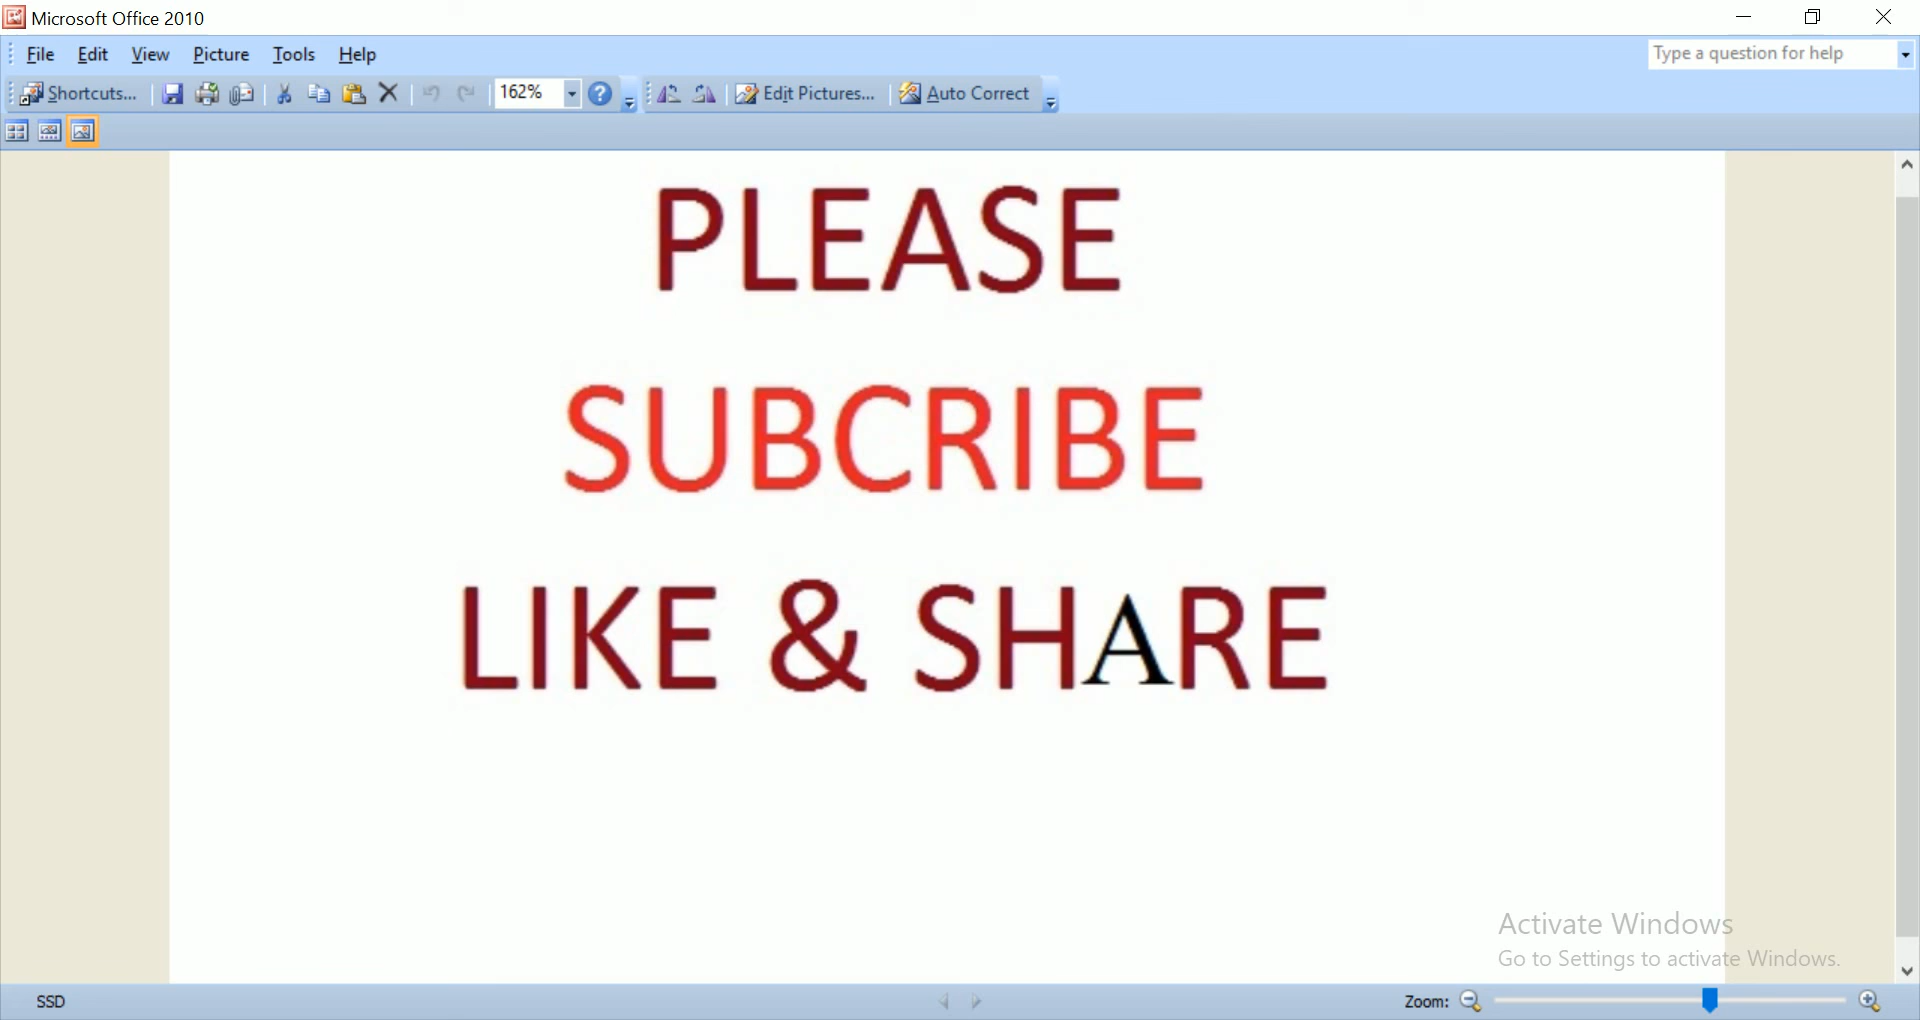 Microsoft Office 2010
File Edit View Picture Tools Help
Type a question for help
Shortcuts... 162% Edit Pictures... Auto Correct
PLEASE
SUBCRIBE
LIKE & SHARE
Activate Windows
Go to Settings to activate Windows.
SSD
Zoom: